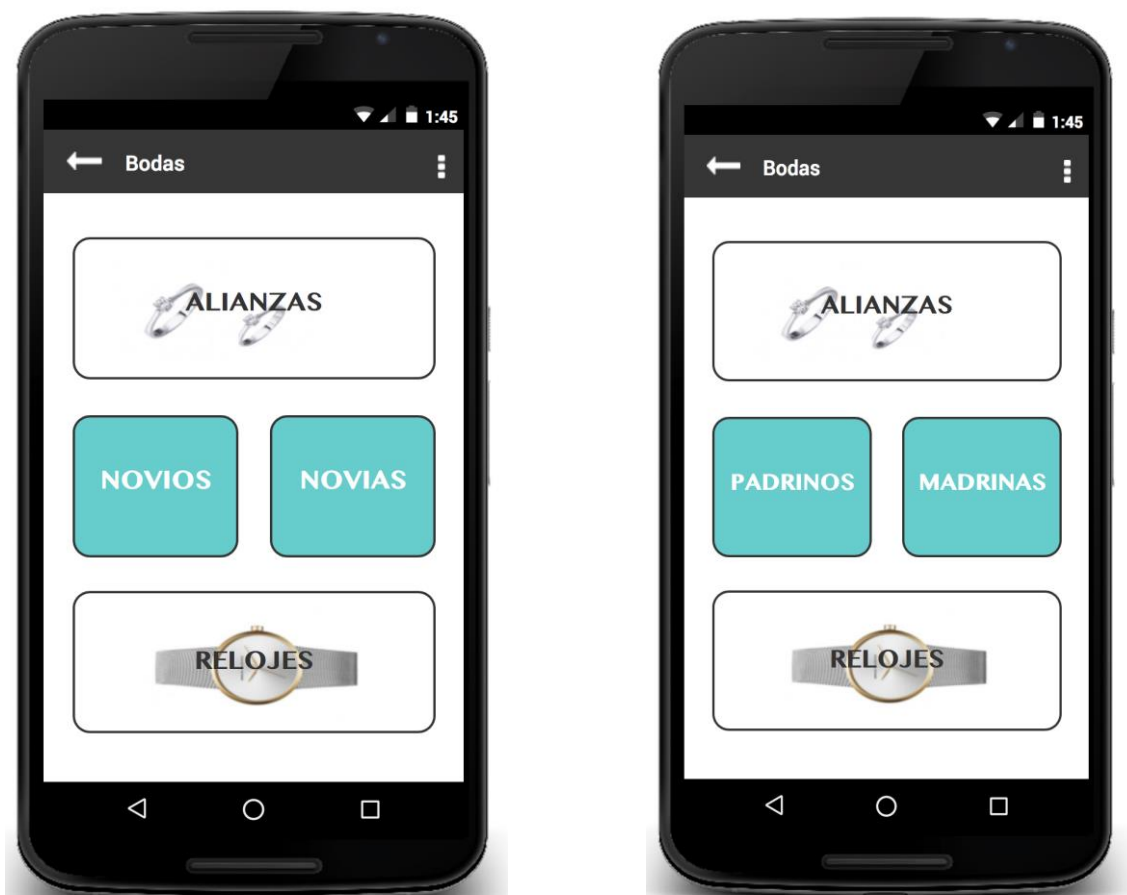 1:45
Bodas
ALIANZAS
NOVIOS NOVIAS
RELOJES
1:45
Bodas
ALIANZAS
PADRINOS MADRINAS
RELOJES